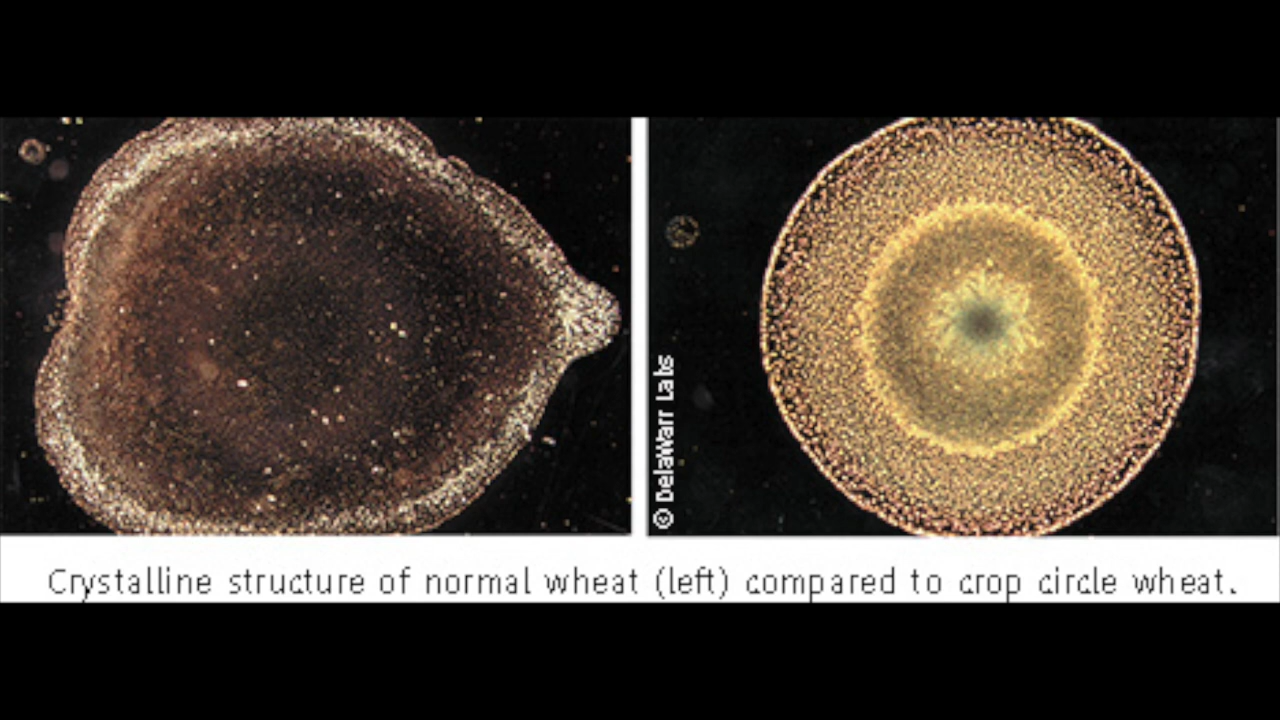 © DelaWarr Labs
Crystalline structure of normal wheat (left) compared to crop circle wheat.